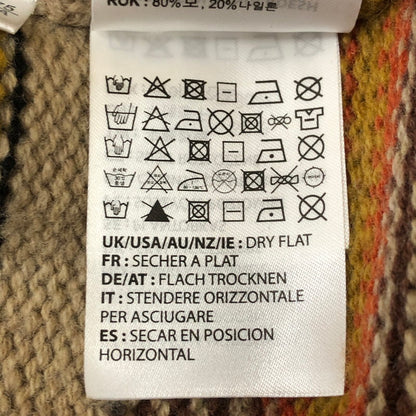 ROK : 80%모, 20%나일론
UK/USA/AU/NZ/IE : DRY FLAT
FR : SECHER A PLAT
DE/AT : FLACH TROCKNEN
IT : STENDERE ORIZZONTALE
PER ASCIUGARE
ES : SECAR EN POSICION
HORIZONTAL